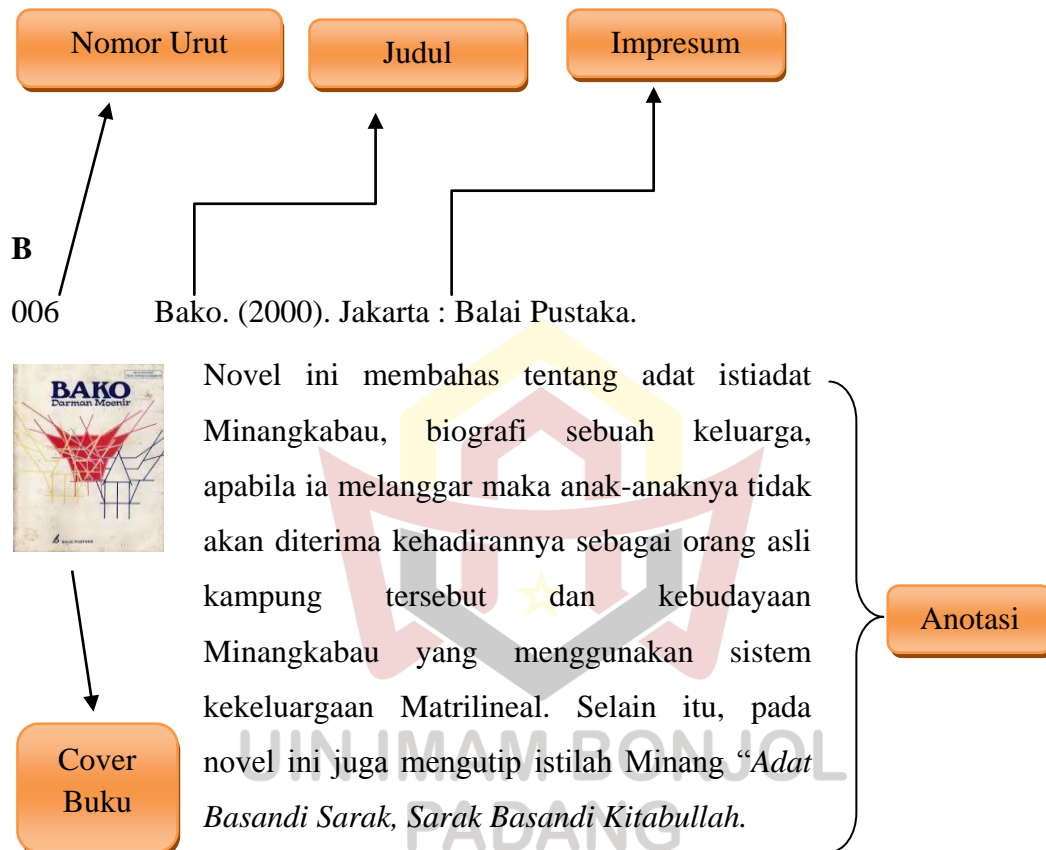 Nomor Urut
Judul
Impresum
B
006 Bako. (2000). Jakarta : Balai Pustaka.
BAKO
Darman Moenir
BALAI PUSTAKA
Novel ini membahas tentang adat istiadat
Minangkabau, biografi sebuah keluarga,
apabila ia melanggar maka anak-anaknya tidak
akan diterima kehadirannya sebagai orang asli
kampung tersebut dan kebudayaan
Minangkabau yang menggunakan sistem
kekeluargaan Matrilineal. Selain itu, pada
novel ini juga mengutip istilah Minang “Adat
Basandi Sarak, Sarak Basandi Kitabullah.
Anotasi
Cover
Buku
UIN IMAM BONJOL
PADANG